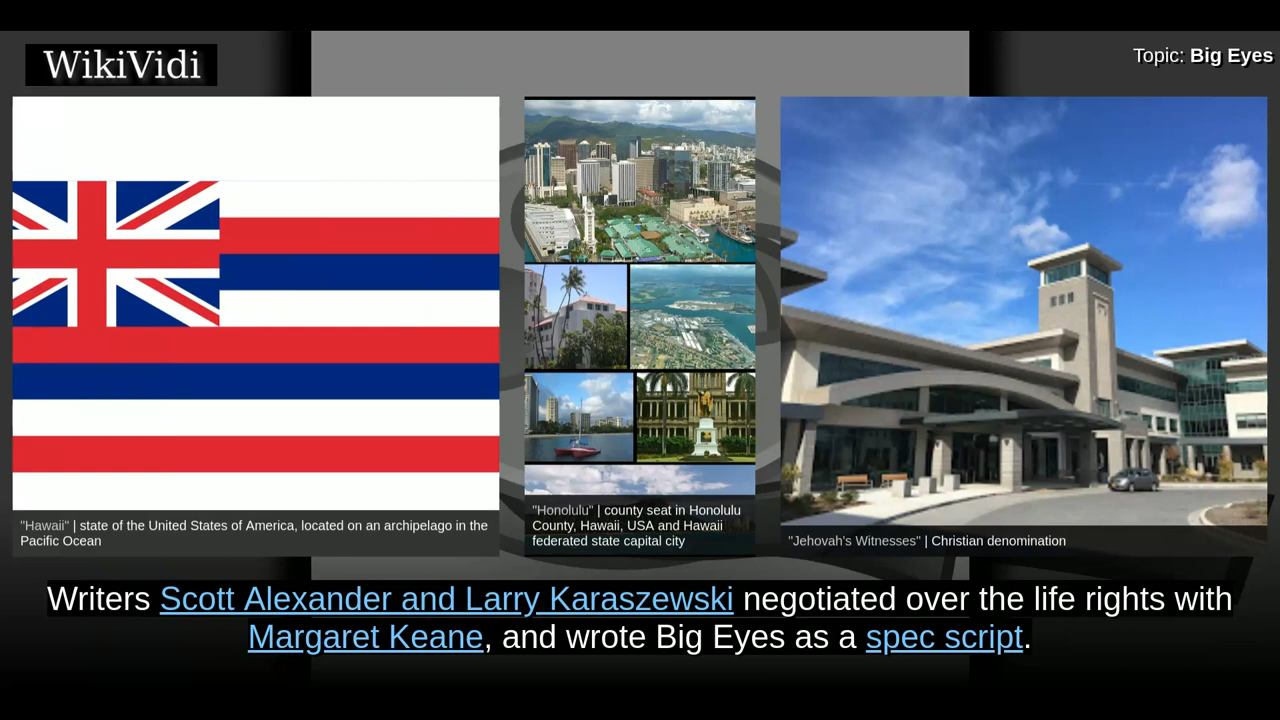 WikiVidi
Topic: Big Eyes
"Hawaii" | state of the United States of America, located on an archipelago in the
Pacific Ocean
"Honolulu" | county seat in Honolulu
County, Hawaii, USA and Hawaii
federated state capital city
"Jehovah's Witnesses" | Christian denomination
Writers Scott Alexander and Larry Karaszewski negotiated over the life rights with
Margaret Keane, and wrote Big Eyes as a spec script.